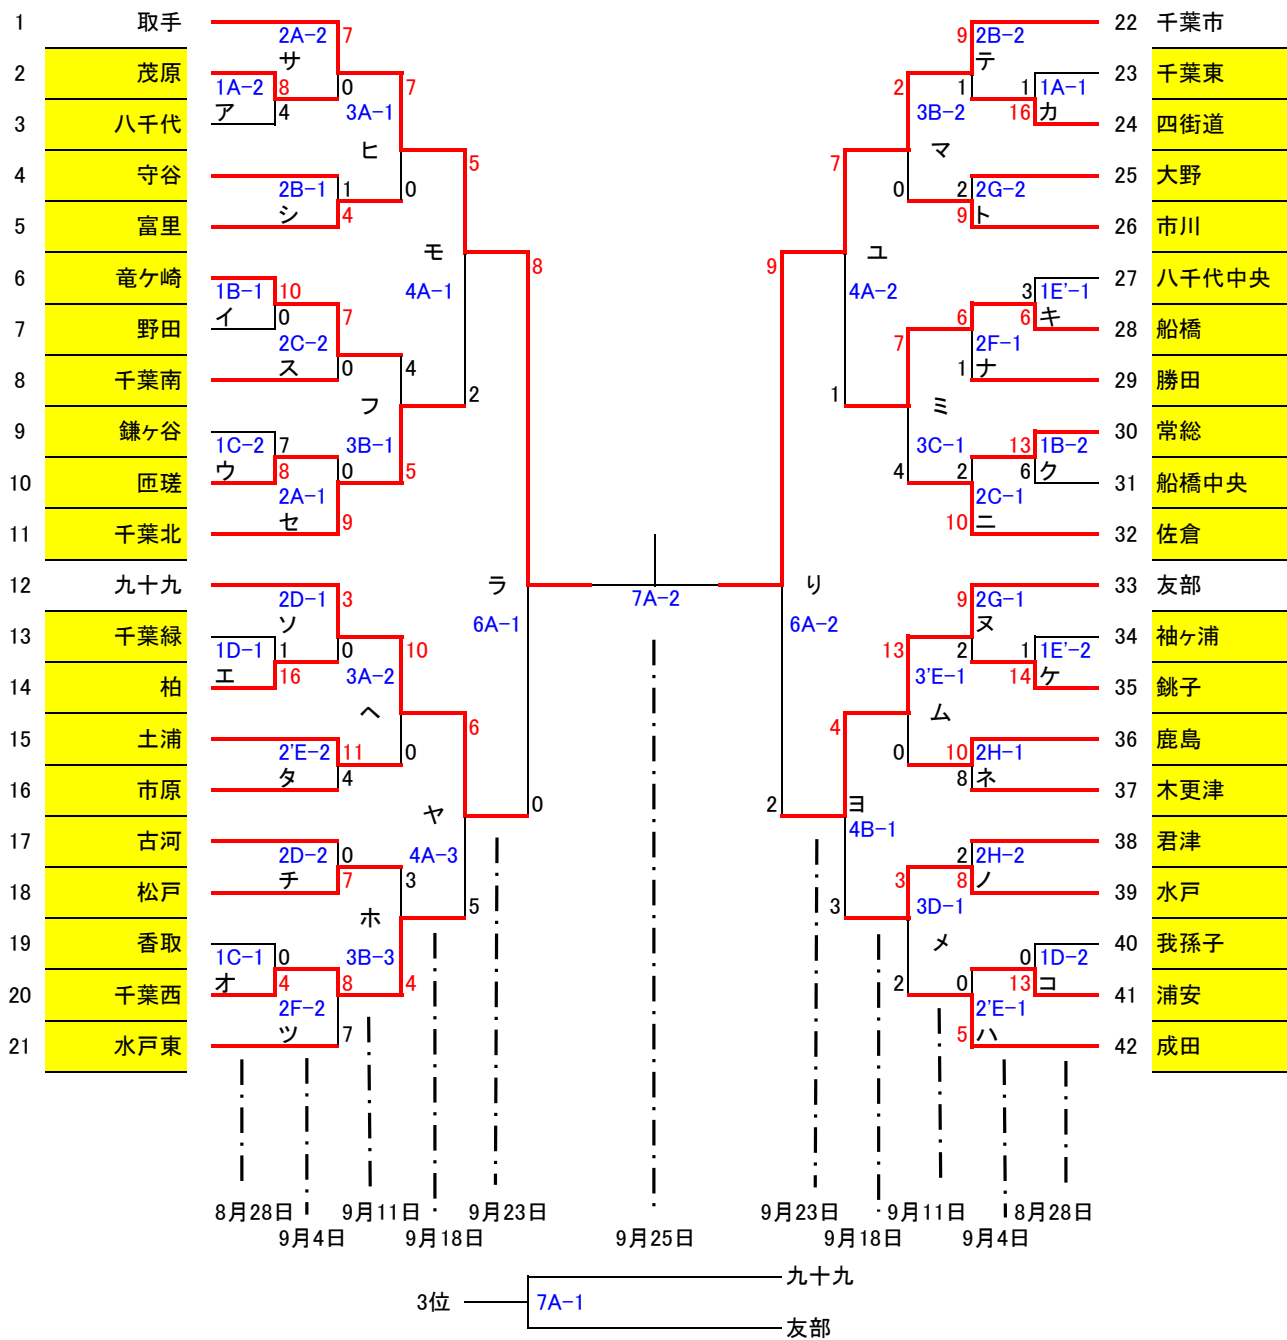 1 取手 2A-2 7 9 2B-2 22 千葉市
サ テ
2 茂原 1A-2 8 0 7 2 1 1 1A-1 23 千葉東
ア 4 3A-1 3B-2 16 カ
3 八千代 24 四街道
ヒ マ
4 守谷 2B-1 1 0 5 7 0 2 2G-2 25 大野
シ 4 9 ト
5 富里 26 市川
モ ユ
6 竜ケ崎 1B-1 10 4A-1 8 9 4A-2 3 1E'-1 27 八千代中央
イ 0 7 6 6 キ
7 野田 2C-2 7 2F-1 28 船橋
ス 0 4 1 ナ
8 千葉南 2 1 29 勝田
フ ミ
9 鎌ヶ谷 1C-2 7 3B-1 3C-1 13 1B-2 30 常総
ウ 8 0 5 4 2 6 ク
10 匝瑳 2A-1 2C-1 31 船橋中央
セ 9 10 ニ
11 千葉北 32 佐倉
12 九十九 ラ 7A-2 り 33 友部
2D-1 3 6A-1 6A-2 9 2G-1
ソ ヌ
13 千葉緑 1D-1 1 0 10 13 2 1 1E'-2 34 袖ヶ浦
エ 16 3A-2 3'E-1 14 ケ
14 柏 35 銚子
ヘ 6 4 ム
15 土浦 2'E-2 11 0 0 10 2H-1 36 鹿島
タ 4 8 ネ
16 市原 0 2 37 木更津
ヤ ヨ
17 古河 2D-2 0 4A-3 4B-1 2 2H-2 38 君津
チ 7 3 3 8 ノ
18 松戸 5 3 3D-1 39 水戸
ホ メ
19 香取 1C-1 0 3B-3 0 1D-2 40 我孫子
オ 4 8 4 2 0 13 コ
20 千葉西 2F-2 2'E-1 41 浦安
ツ 7 5 ハ
21 水戸東 42 成田
8月28日 9月11日 9月23日 9月23日 9月11日 8月28日
9月4日 9月18日 9月25日 9月18日 9月4日
九十九
3位 7A-1
友部